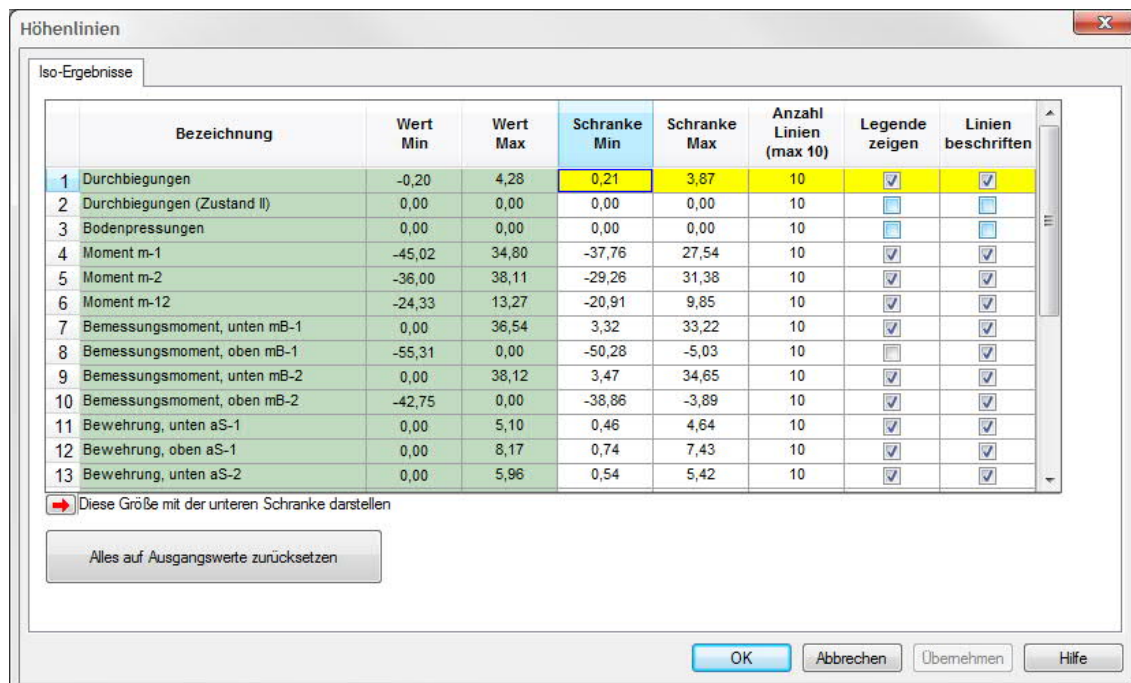 Höhenlinien
Iso-Ergebnisse
Bezeichnung Wert Min Wert Max Schranke Min Schranke Max Anzahl Linien (max 10) Legende zeigen Linien beschriften
1 Durchbiegungen -0,20 4,28 0,21 3,87 10
2 Durchbiegungen (Zustand II) 0,00 0,00 0,00 0,00 10
3 Bodenpressungen 0,00 0,00 0,00 0,00 10
4 Moment m-1 -45,02 34,80 -37,76 27,54 10
5 Moment m-2 -36,00 38,11 -29,26 31,38 10
6 Moment m-12 -24,33 13,27 -20,91 9,85 10
7 Bemessungsmoment, unten mB-1 0,00 36,54 3,32 33,22 10
8 Bemessungsmoment, oben mB-1 -55,31 0,00 -50,28 -5,03 10
9 Bemessungsmoment, unten mB-2 0,00 38,12 3,47 34,65 10
10 Bemessungsmoment, oben mB-2 -42,75 0,00 -38,86 -3,89 10
11 Bewehrung, unten aS-1 0,00 5,10 0,46 4,64 10
12 Bewehrung, oben aS-1 0,00 8,17 0,74 7,43 10
13 Bewehrung, unten aS-2 0,00 5,96 0,54 5,42 10
Diese Größe mit der unteren Schranke darstellen
Alles auf Ausgangswerte zurücksetzen
OK Abbrechen Übernehmen Hilfe